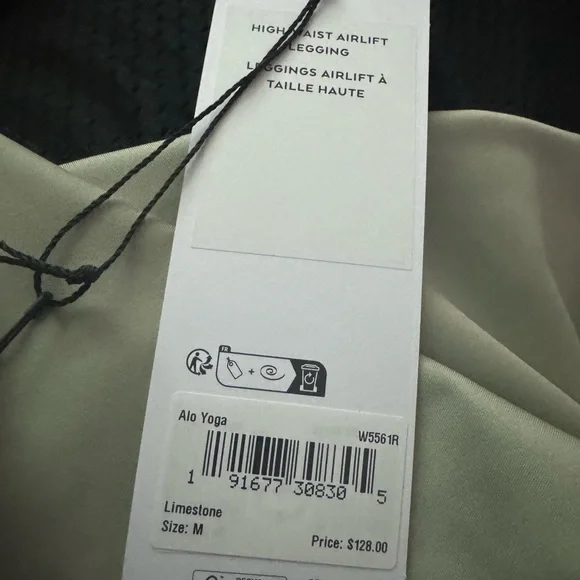 HIGH-WAIST AIRLIFT
LEGGING
LEGGINGS AIRLIFT À
TAILLE HAUTE
FR
+
Alo Yoga
W5561R
1 91677 30830 5
Limestone
Size: M
Price: $128.00